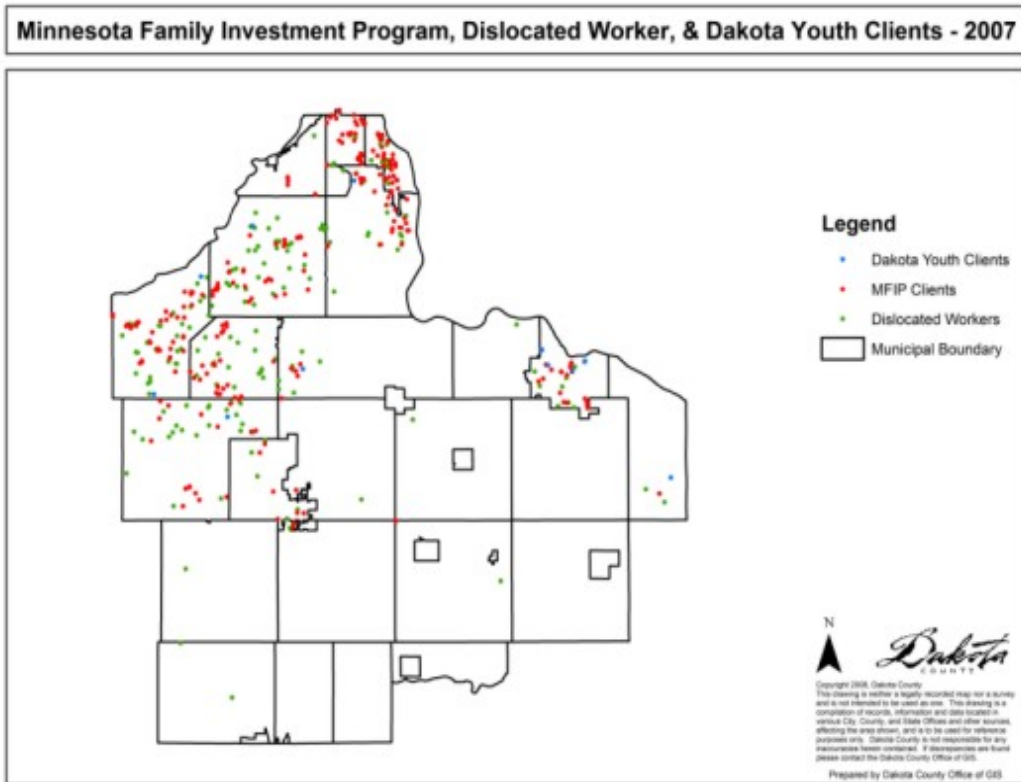 Minnesota Family Investment Program, Dislocated Worker, & Dakota Youth Clients - 2007
Legend
Dakota Youth Clients
MFIP Clients
Dislocated Workers
Municipal Boundary
N
Dakota
COUNTY
Copyright 2008, Dakota County
This drawing is neither a legally recorded map nor a survey
and is not intended to be used as one. This drawing is a
compilation of records, information and data located in
various City, County, and State Offices and other sources,
affecting the area shown, and is to be used for reference
purposes only. Dakota County is not responsible for any
inaccuracies herein contained. If discrepancies are found
please contact the Dakota County Office of GIS.
Prepared by Dakota County Office of GIS